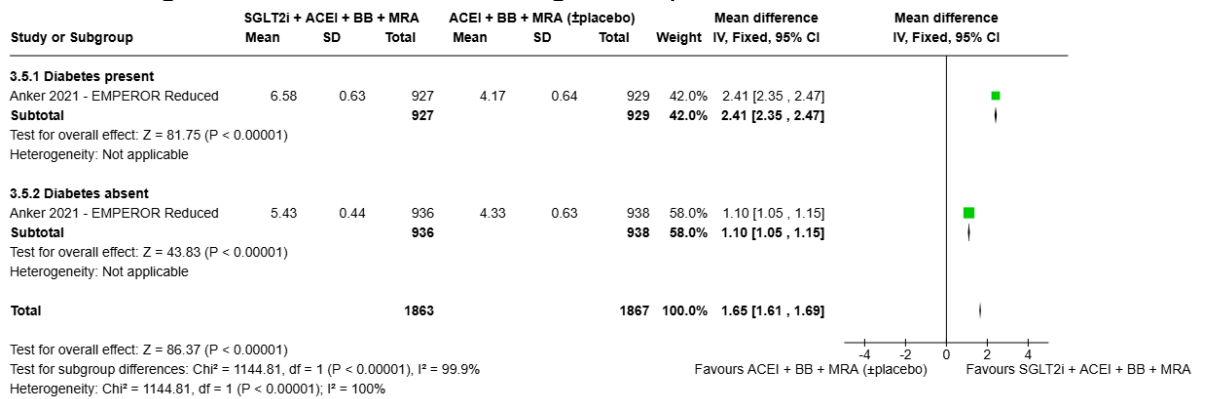 SGLT2i + ACEI + BB + MRA ACEI + BB + MRA (±placebo) Mean difference Mean difference
Study or Subgroup Mean SD Total Mean SD Total Weight IV, Fixed, 95% CI IV, Fixed, 95% CI
3.5.1 Diabetes present
Anker 2021 - EMPEROR Reduced 6.58 0.63 927 4.17 0.64 929 42.0% 2.41 [2.35 , 2.47]
Subtotal 927 929 42.0% 2.41 [2.35 , 2.47]
Test for overall effect: Z = 81.75 (P < 0.00001)
Heterogeneity: Not applicable
3.5.2 Diabetes absent
Anker 2021 - EMPEROR Reduced 5.43 0.44 936 4.33 0.63 938 58.0% 1.10 [1.05 , 1.15]
Subtotal 936 938 58.0% 1.10 [1.05 , 1.15]
Test for overall effect: Z = 43.83 (P < 0.00001)
Heterogeneity: Not applicable
Total 1863 1867 100.0% 1.65 [1.61 , 1.69]
Test for overall effect: Z = 86.37 (P < 0.00001)
-4 -2 0 2 4
Test for subgroup differences: Chi² = 1144.81, df = 1 (P < 0.00001), I² = 99.9% Favours ACEI + BB + MRA (±placebo) Favours SGLT2i + ACEI + BB + MRA
Heterogeneity: Chi² = 1144.81, df = 1 (P < 0.00001); I² = 100%